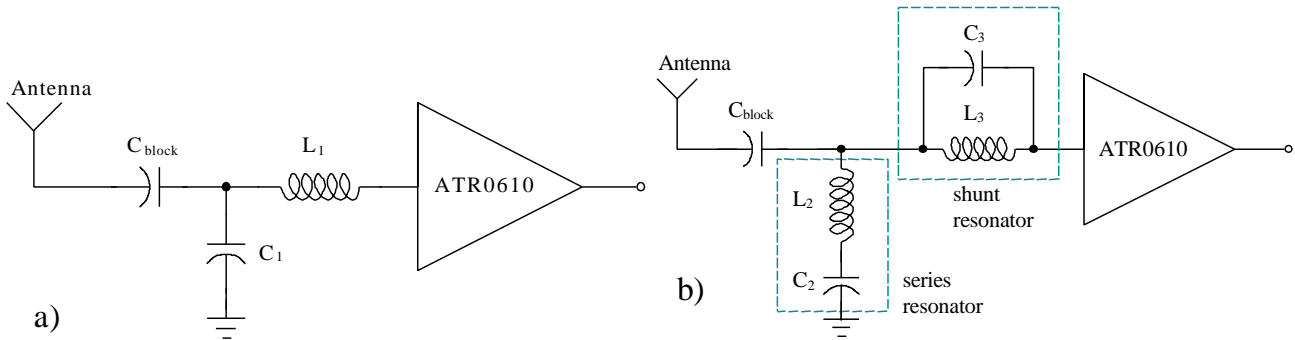 Antenna
C block
L1
ATR0610
C1
a)
Antenna
Cblock
C3
L3
ATR0610
shunt
resonator
L2
C2
series
resonator
b)